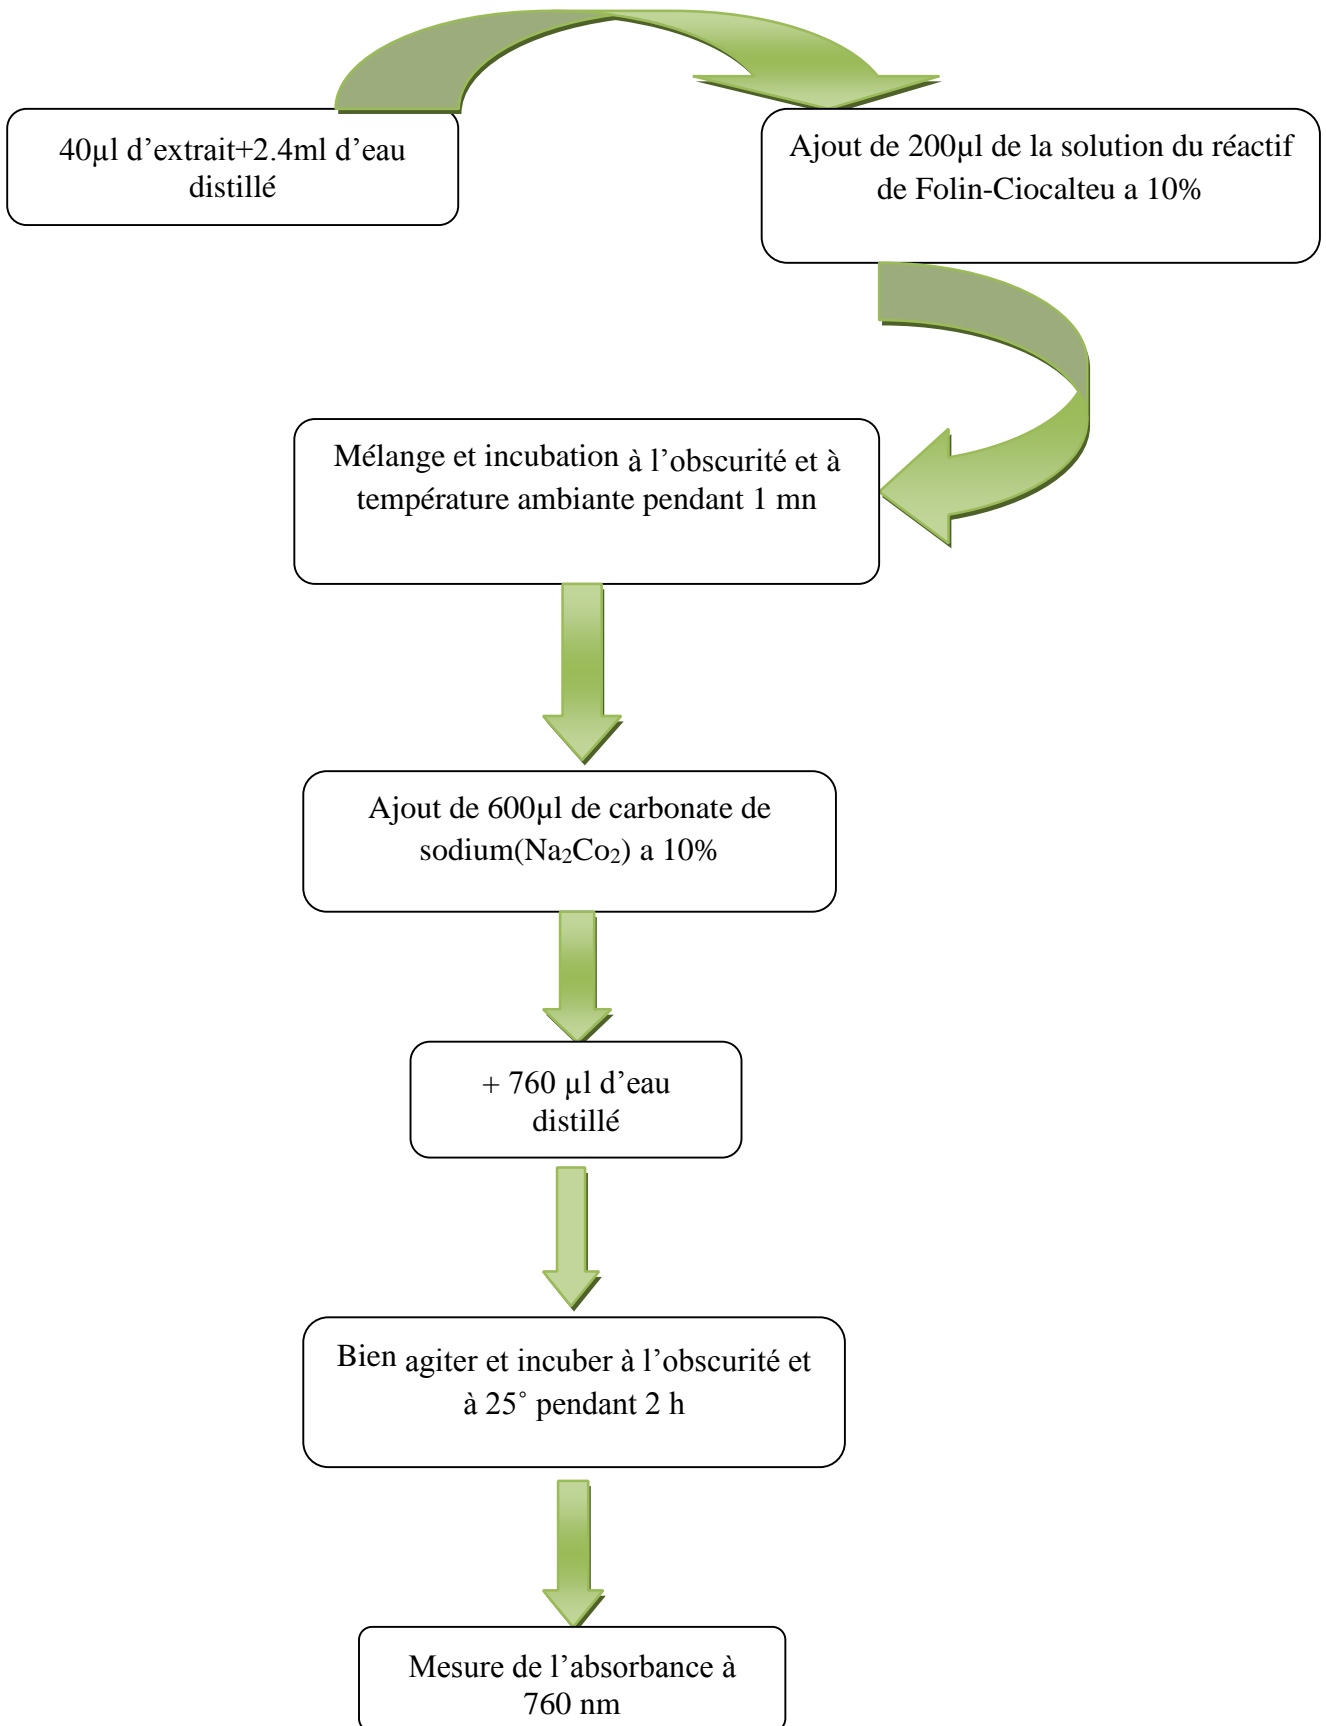 40µl d’extrait+2.4ml d’eau
distillé
Ajout de 200µl de la solution du réactif
de Folin-Ciocalteu a 10%
Mélange et incubation à l’obscurité et à
température ambiante pendant 1 mn
Ajout de 600µl de carbonate de
sodium(Na₂Co₂) a 10%
+ 760 µl d’eau
distillé
Bien agiter et incuber à l’obscurité et
à 25˚ pendant 2 h
Mesure de l’absorbance à
760 nm